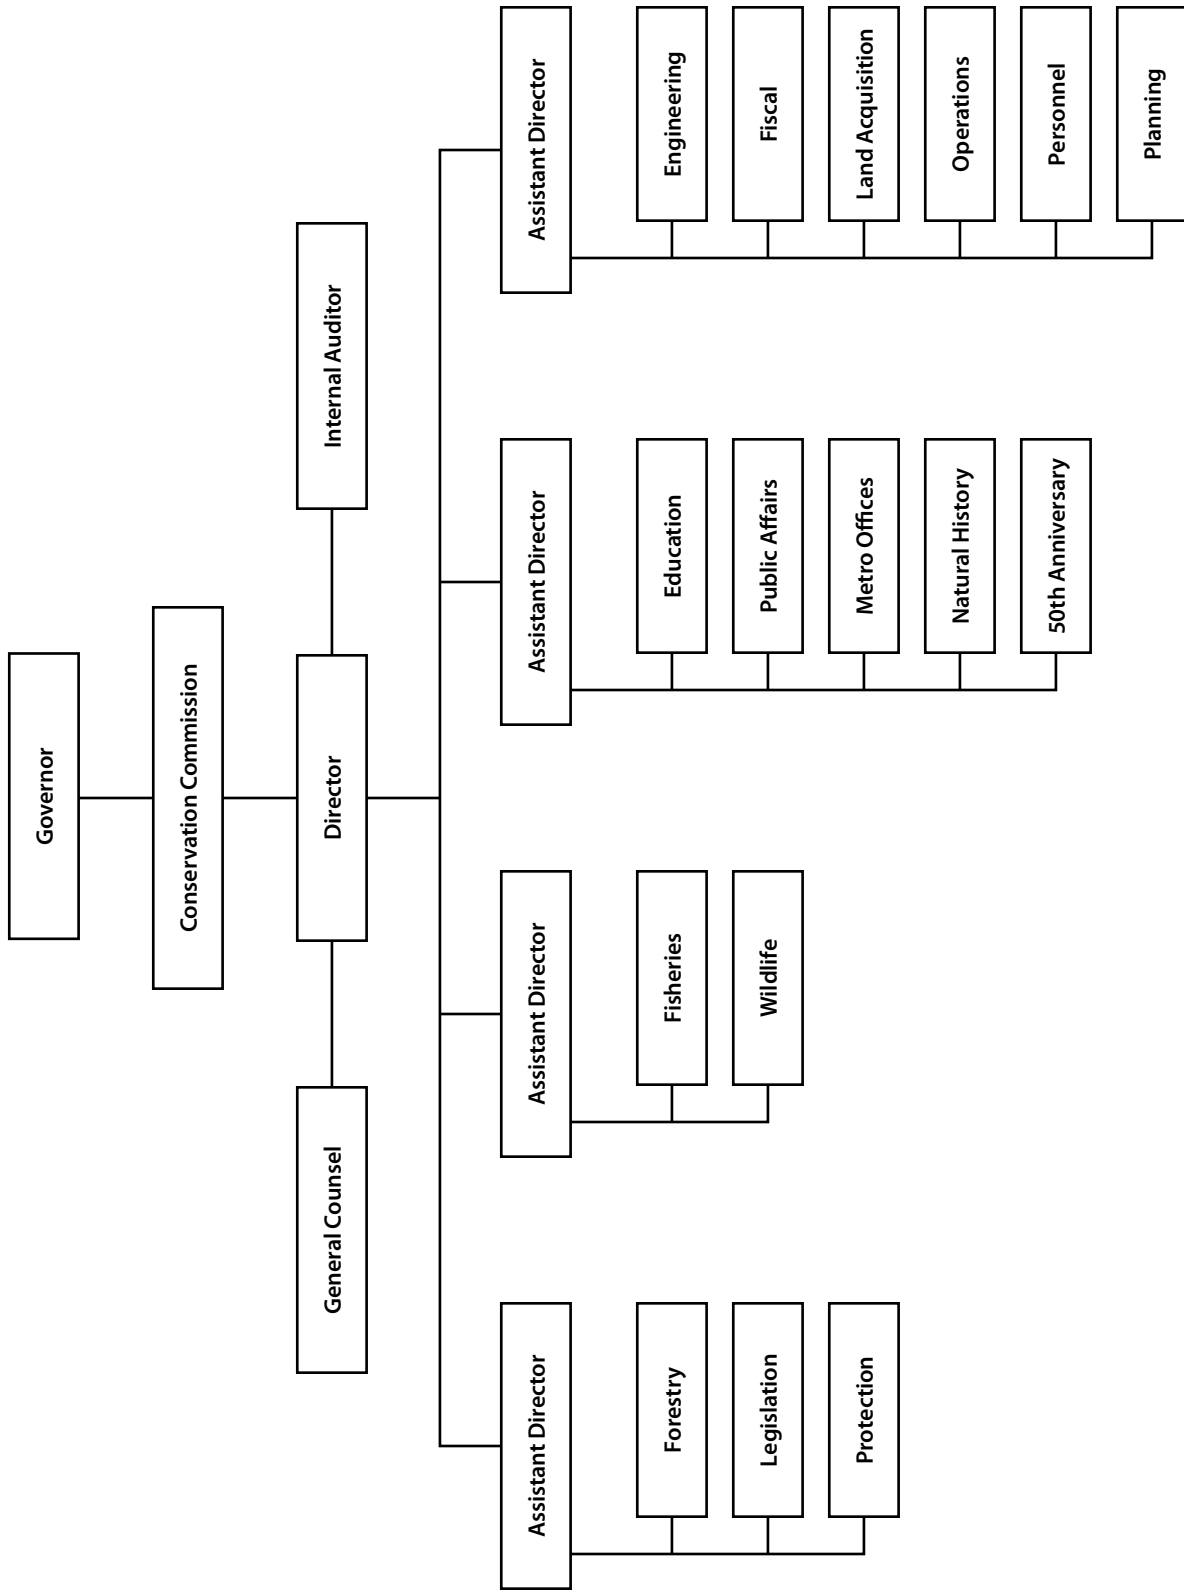 Governor
Conservation Commission
General Counsel
Director
Internal Auditor
Assistant Director
Forestry
Legislation
Protection
Assistant Director
Fisheries
Wildlife
Assistant Director
Education
Public Affairs
Metro Offices
Natural History
50th Anniversary
Assistant Director
Engineering
Fiscal
Land Acquisition
Operations
Personnel
Planning